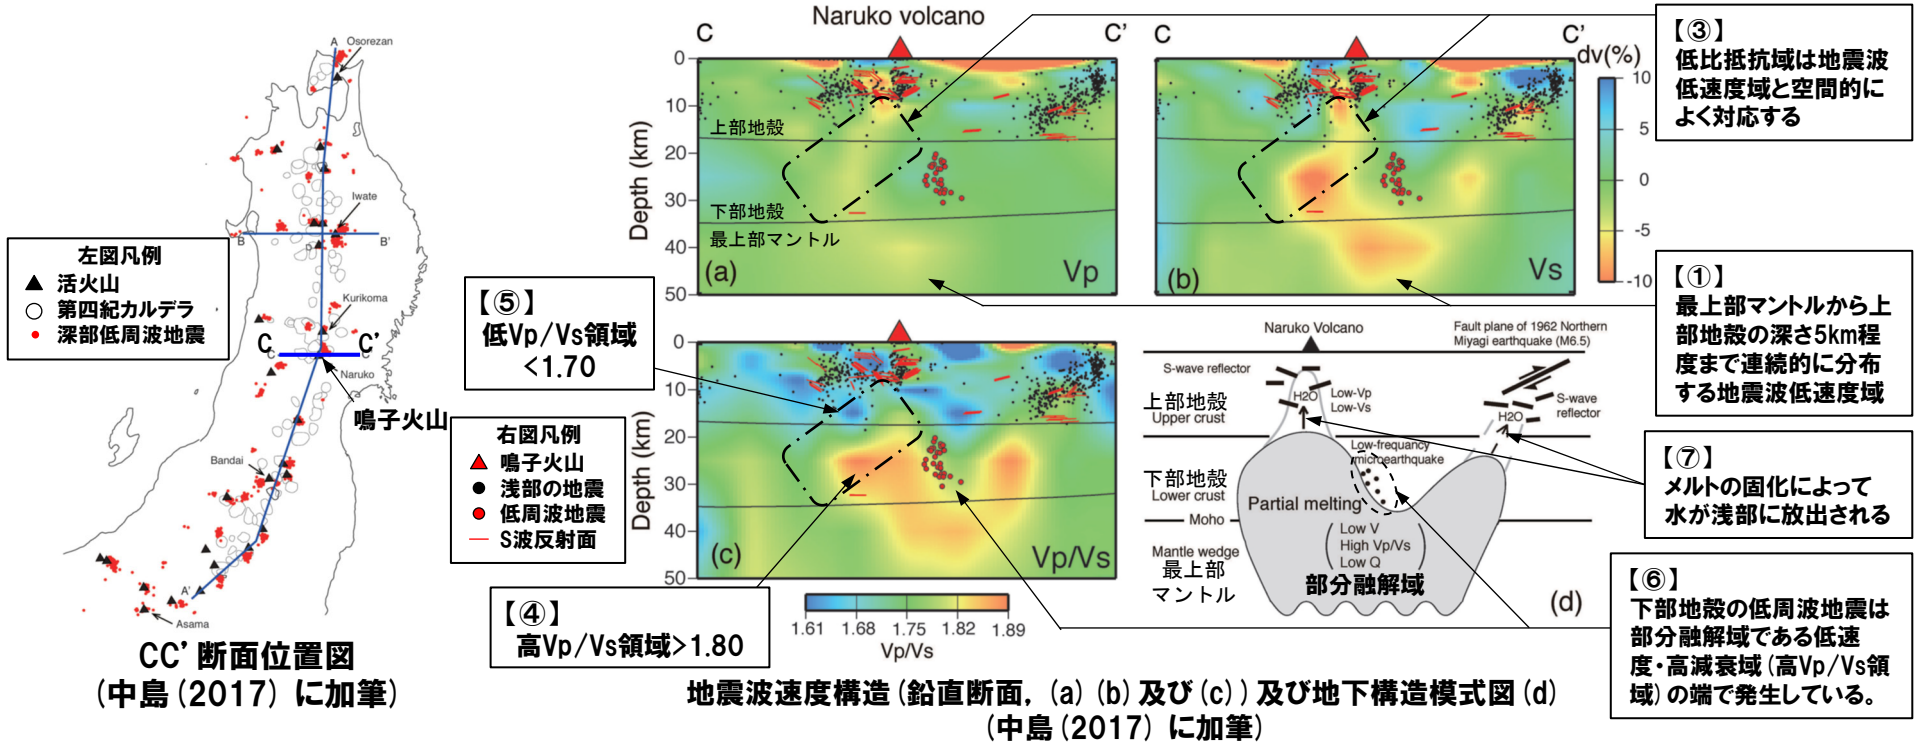 A
Osorezan
Iwate
B
B'
D
Kurikoma
C
C'
C
C
Naruko
鳴子火山
Bandai
A'
Asama
左図凡例
活火山
第四紀カルデラ
深部低周波地震
CC’断面位置図
(中島(2017)に加筆)
【⑤】
低Vp/Vs領域
<1.70
右図凡例
鳴子火山
浅部の地震
低周波地震
S波反射面
【④】
高Vp/Vs領域>1.80
Naruko volcano
C
C'
0
10
20
30
40
50
Depth (km)
上部地殻
下部地殻
最上部マントル
(a)
Vp
C
C'
(b)
Vs
dv(%)
10
5
0
-5
-10
0
10
20
30
40
50
Depth (km)
(c)
Vp/Vs
1.61
1.68
1.75
1.82
1.89
Vp/Vs
Naruko Volcano
Fault plane of 1962 Northern
Miyagi earthquake (M6.5)
S-wave reflector
上部地殻
Upper crust
H2O
Low-Vp
Low-Vs
H2O
S-wave
reflector
Low-frequancy
microearthquake
下部地殻
Lower crust
Partial melting
Moho
Low V
High Vp/Vs
Low Q
Mantle wedge
最上部
マントル
部分融解域
(d)
【③】
低比抵抗域は地震波
低速度域と空間的に
よく対応する
【①】
最上部マントルから上
部地殻の深さ5km程
度まで連続的に分布
する地震波低速度域
【⑦】
メルトの固化によって
水が浅部に放出される
【⑥】
下部地殻の低周波地震は
部分融解域である低速
度・高減衰域(高Vp/Vs領
域)の端で発生している。
地震波速度構造(鉛直断面，(a)(b)及び(c))及び地下構造模式図(d)
(中島(2017)に加筆)